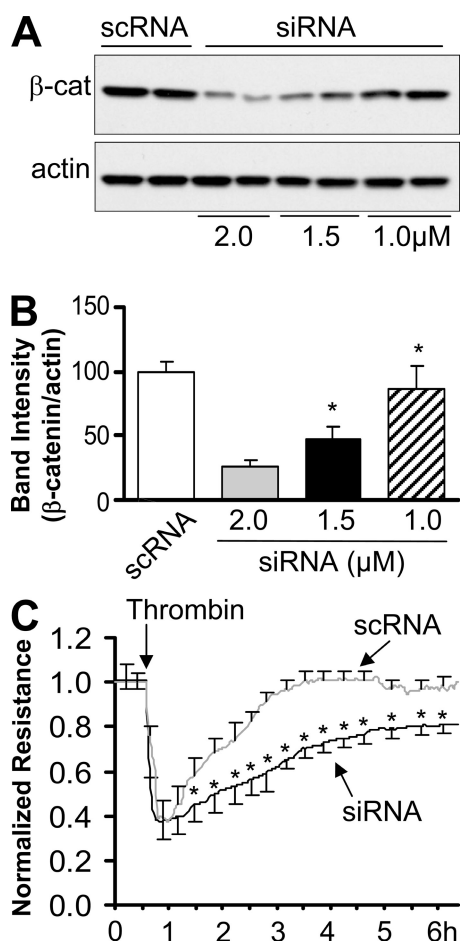 A
scRNA siRNA
β-cat
actin
2.0 1.5 1.0µM
B
Band Intensity
(β-catenin/actin)
150
100
50
0
*
*
scRNA
2.0 1.5 1.0
siRNA (µM)
C
Thrombin
scRNA
siRNA
Normalized Resistance
1.2
1.0
0.8
0.6
0.4
0.2
0.0
* * * * * * * * * * * * *
0 1 2 3 4 5 6h